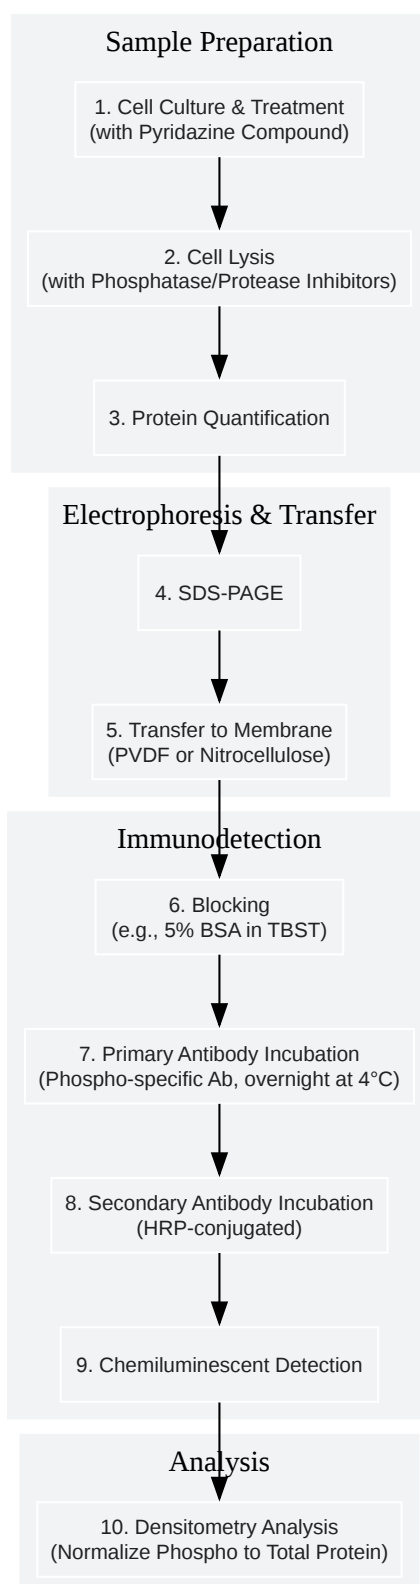 Sample Preparation
1. Cell Culture & Treatment
(with Pyridazine Compound)
2. Cell Lysis
(with Phosphatase/Protease Inhibitors)
3. Protein Quantification
Electrophoresis & Transfer
4. SDS-PAGE
5. Transfer to Membrane
(PVDF or Nitrocellulose)
Immunodetection
6. Blocking
(e.g., 5% BSA in TBST)
7. Primary Antibody Incubation
(Phospho-specific Ab, overnight at 4°C)
8. Secondary Antibody Incubation
(HRP-conjugated)
9. Chemiluminescent Detection
Analysis
10. Densitometry Analysis
(Normalize Phospho to Total Protein)